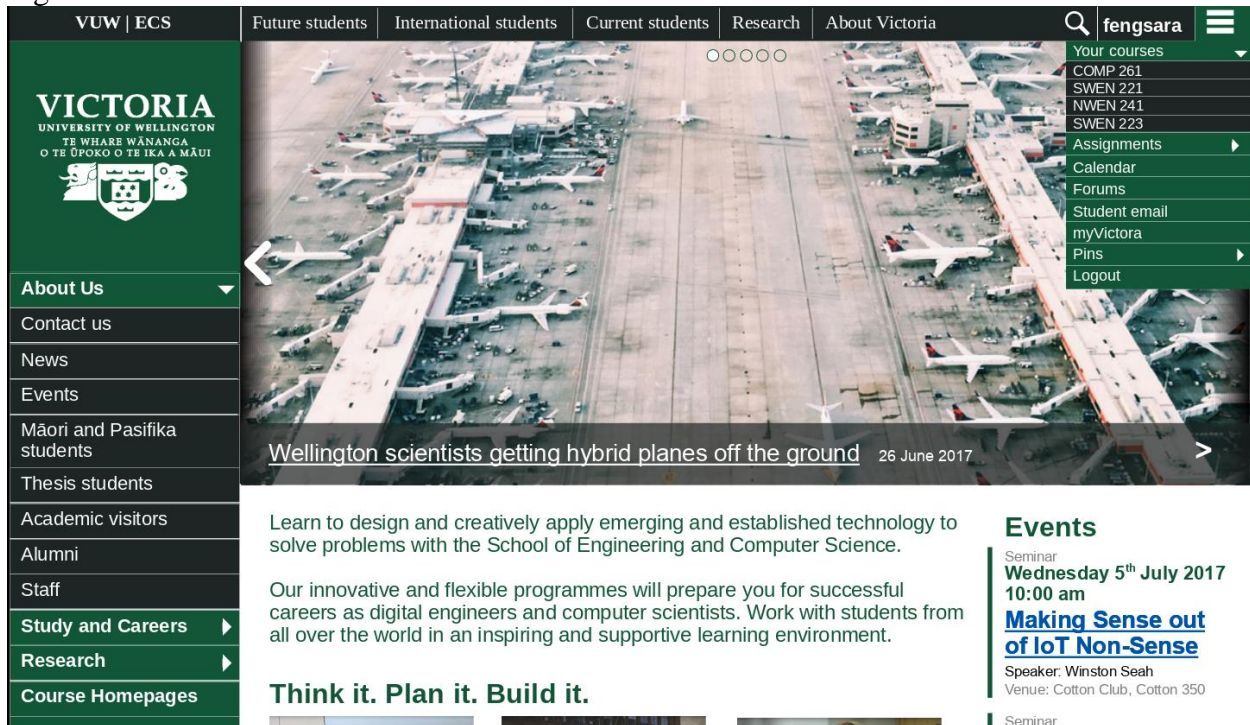 VUW | ECS
Future students
International students
Current students
Research
About Victoria
fengsara
Your courses
COMP 261
SWEN 221
NWEN 241
SWEN 223
Assignments
Calendar
Forums
Student email
myVictora
Pins
Logout
VICTORIA
UNIVERSITY OF WELLINGTON
TE WHARE WĀNANGA
O TE ŪPOKO O TE IKA A MĀUI
About Us
Contact us
News
Events
Māori and Pasifika
students
Thesis students
Academic visitors
Alumni
Staff
Study and Careers
Research
Course Homepages
Wellington scientists getting hybrid planes off the ground 26 June 2017
>
Learn to design and creatively apply emerging and established technology to
solve problems with the School of Engineering and Computer Science.
Our innovative and flexible programmes will prepare you for successful
careers as digital engineers and computer scientists. Work with students from
all over the world in an inspiring and supportive learning environment.
Think it. Plan it. Build it.
Events
Seminar
Wednesday 5th July 2017
10:00 am
Making Sense out
of IoT Non-Sense
Speaker: Winston Seah
Venue: Cotton Club, Cotton 350
Seminar